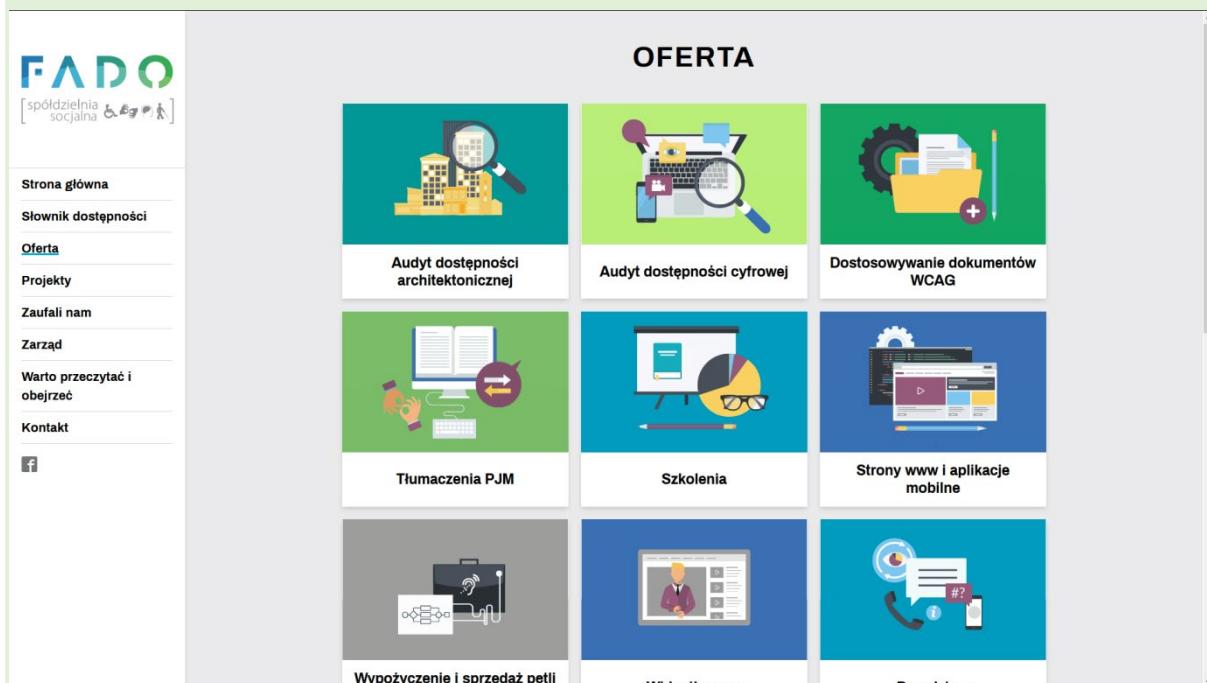 FADO
spółdzielnia
socjalna
Strona główna
Słownik dostępności
Oferta
Projekty
Zaufali nam
Zarząd
Warto przeczytać i
obejrzeć
Kontakt
f
OFERTA
Audyt dostępności
architektonicznej
Audyt dostępności cyfrowej
Dostosowywanie dokumentów
WCAG
Tłumaczenia PJM
Szkolenia
Strony www i aplikacje
mobilne
#?
i
Wypożyczenie i sprzedaż pętli